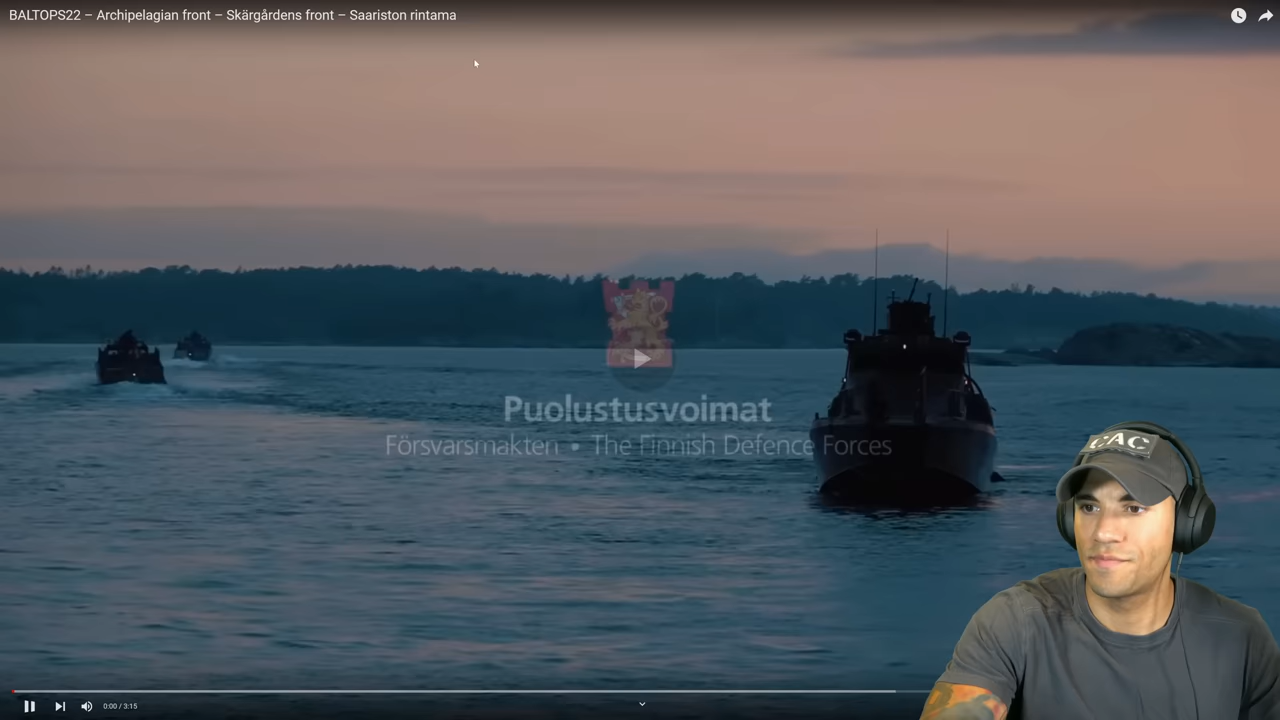 BALTOPS22 – Archipelagian front – Skärgårdens front – Saariston rintama
Puolustusvoimat
Försvarsmakten • The Finnish Defence Forces
CAC
0:00 / 3:15